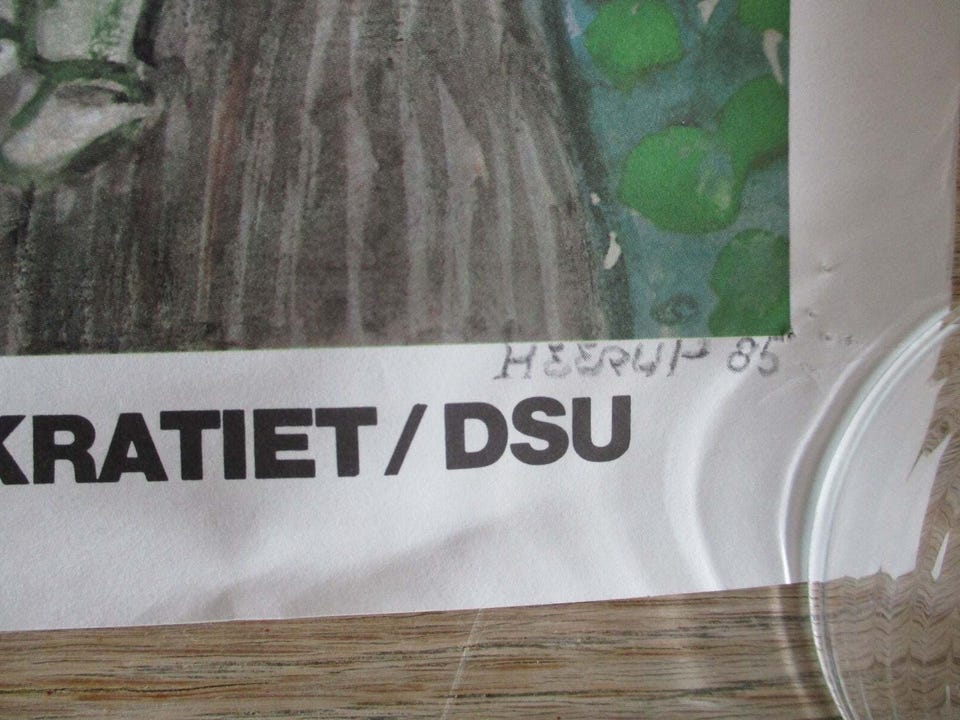 HEERUP 85
KRATIET/DSU